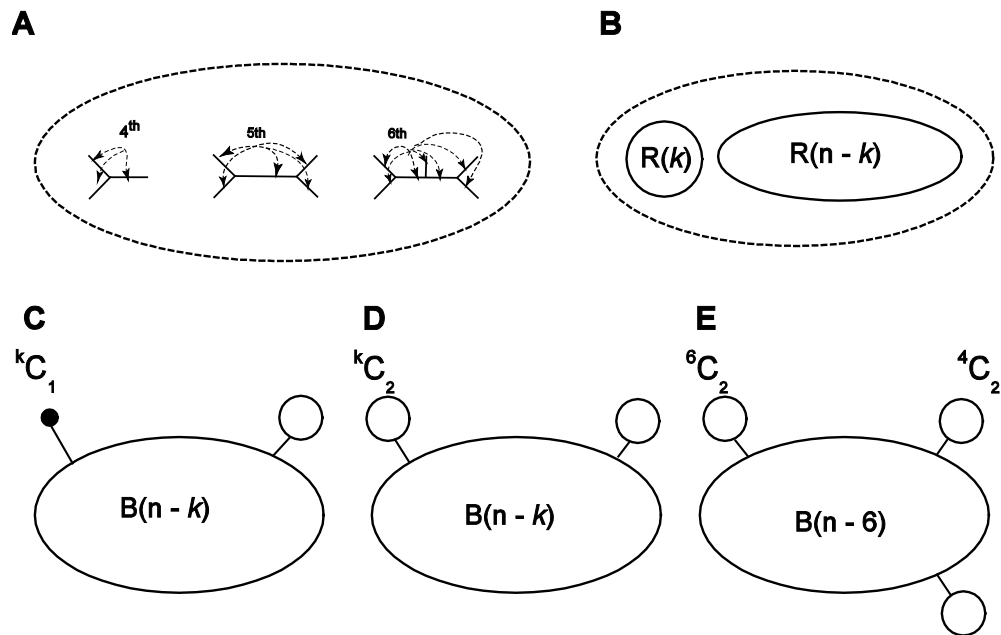 A
B
4th
5th
6th
R(k)
R(n - k)
C
D
E
kC1
kC2
6C2
4C2
B(n - k)
B(n - k)
B(n - 6)